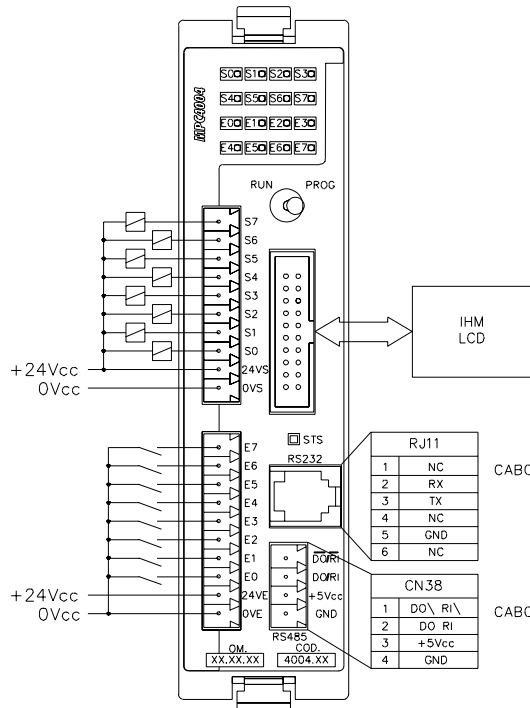 MPC4004
S0 S1 S2 S3
S4 S5 S6 S7
E0 E1 E2 E3
E4 E5 E6 E7
RUN PROG
S7
S6
S5
S4
S3
S2
S1
S0
+24Vcc 24VS
0Vcc 0VS
IHM
LCD
STS
RS232
E7
E6
E5
E4
E3
E2
E1
E0
+24Vcc 24VE
0Vcc 0VE
RJ11
1 NC
2 RX
3 TX
4 NC
5 GND
6 NC
CABO
DO/RI
DO/RI
+5Vcc
GND
RS485
CN38
1 DO\ RI\
2 DO RI
3 +5Vcc
4 GND
CABO
OM. COD.
XX.XX.XX 4004.XX